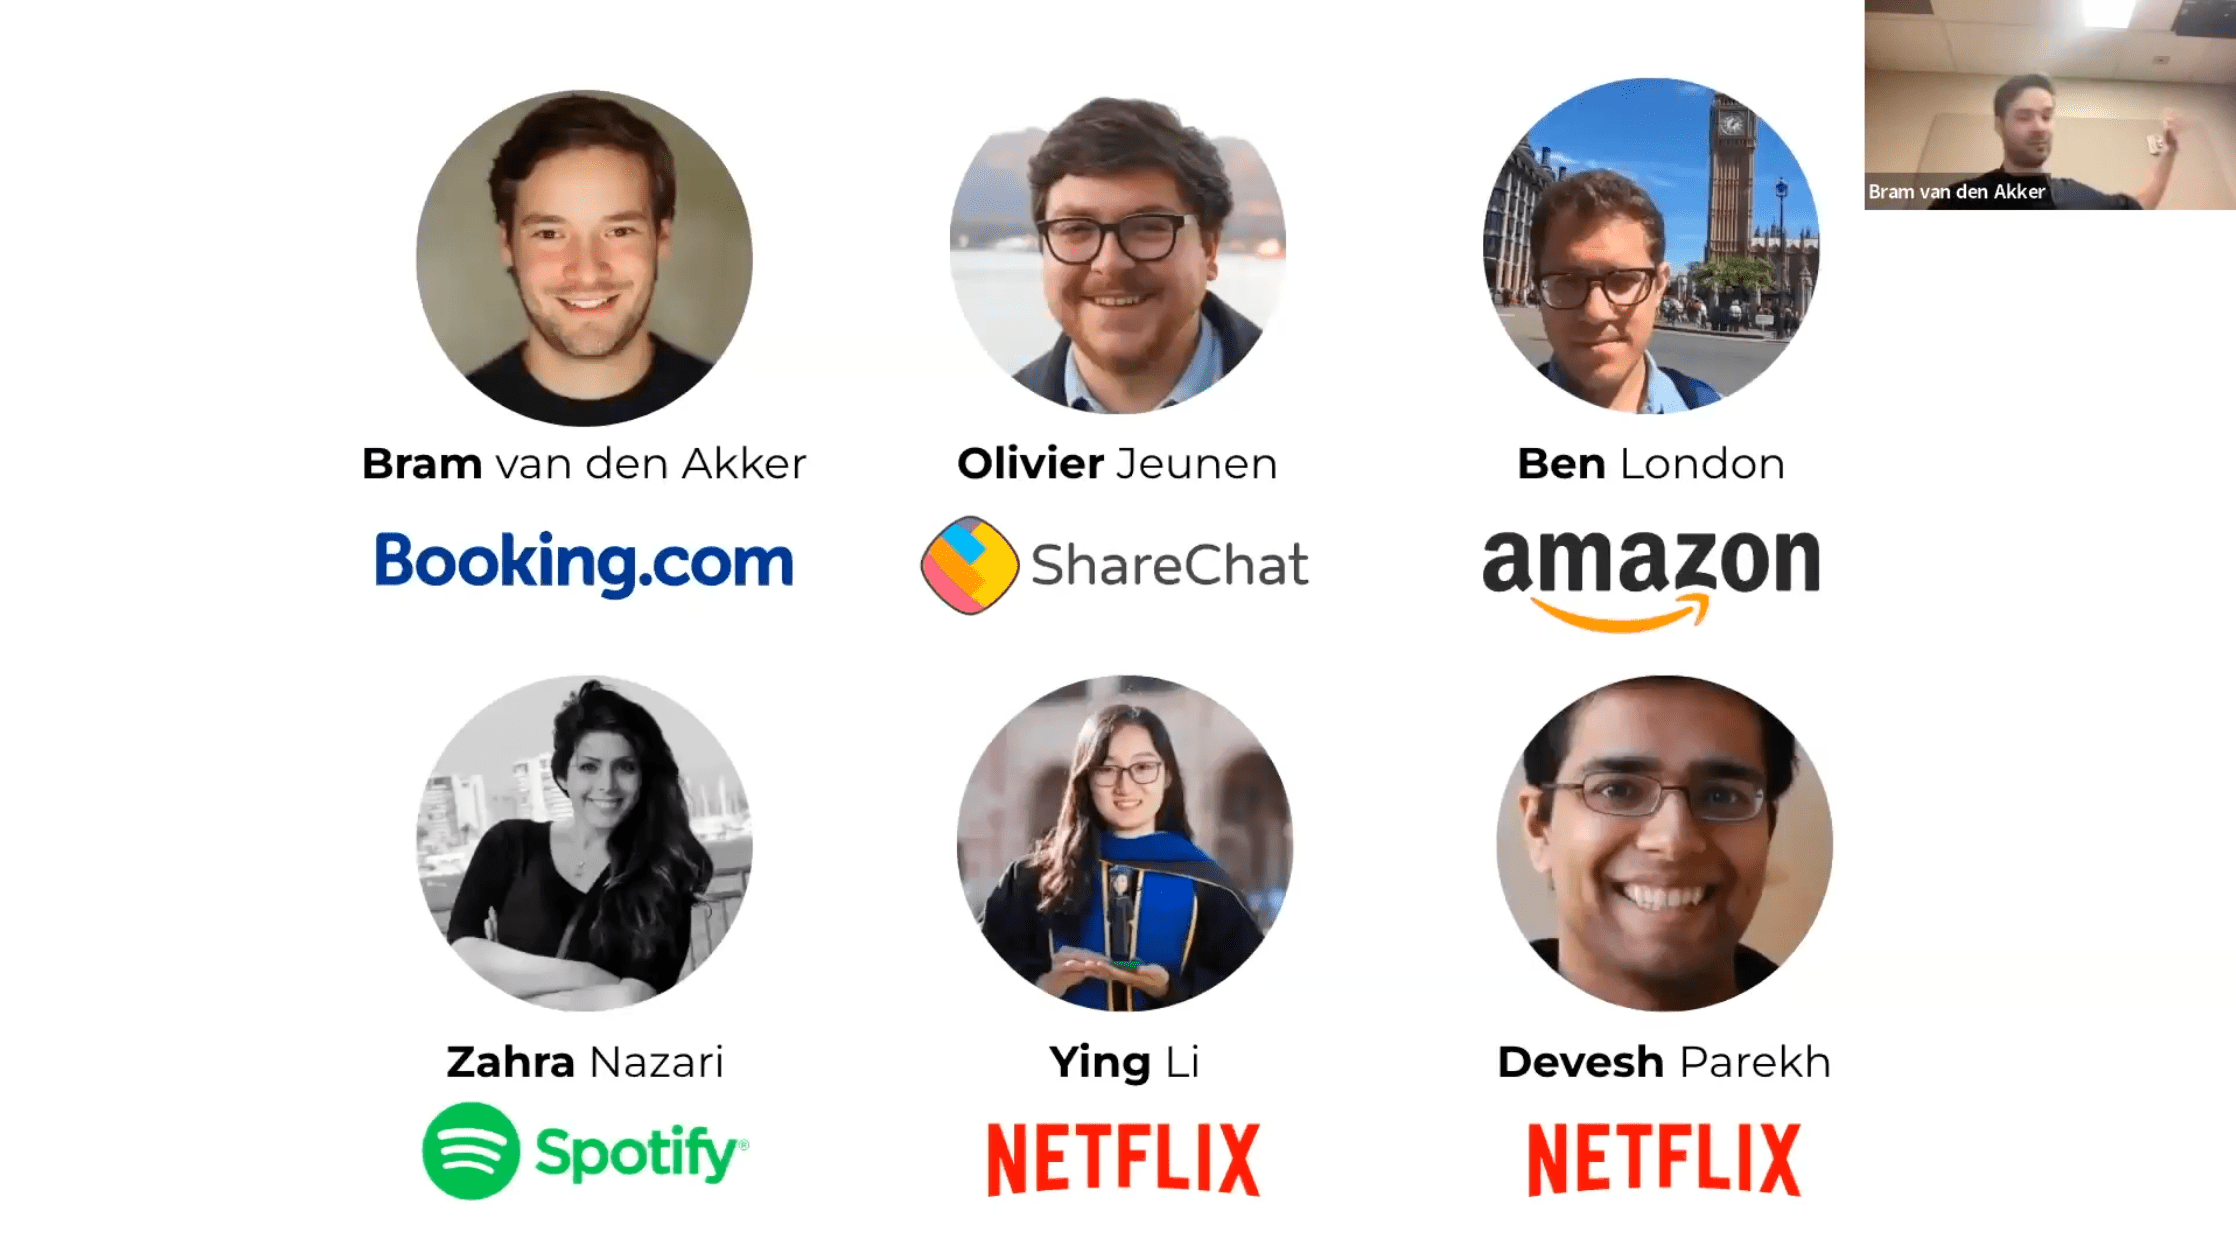 Bram van den Akker
Bram van den Akker
Olivier Jeunen
Ben London
Booking.com
ShareChat
amazon
Zahra Nazari
Ying Li
Devesh Parekh
Spotify®
NETFLIX
NETFLIX